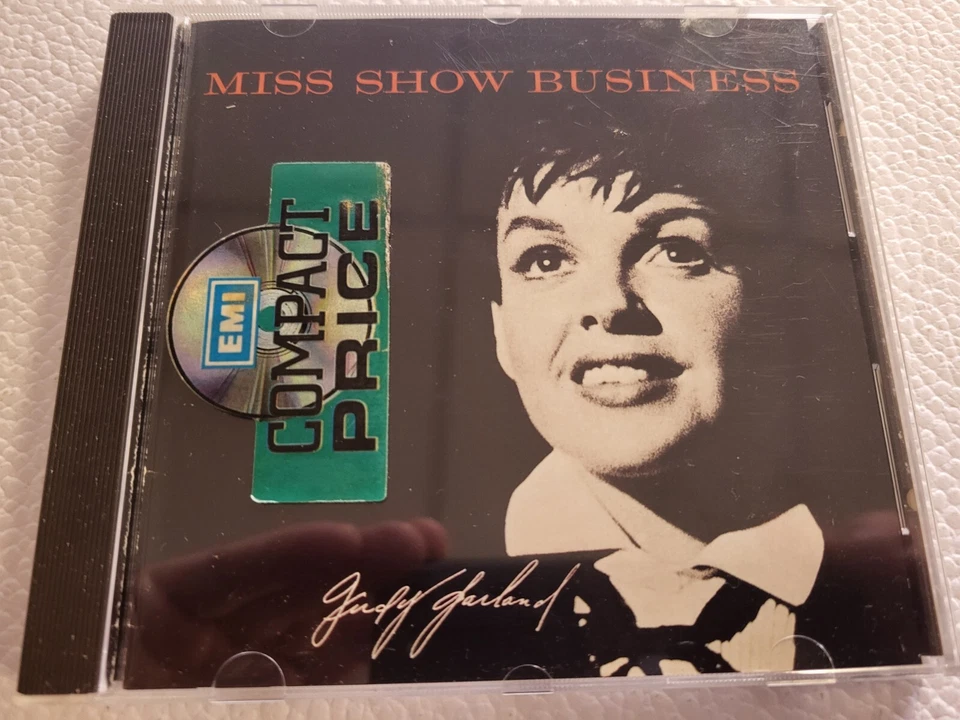 MISS SHOW BUSINESS
EMI
COMPACT
PRICE
Judy Garland